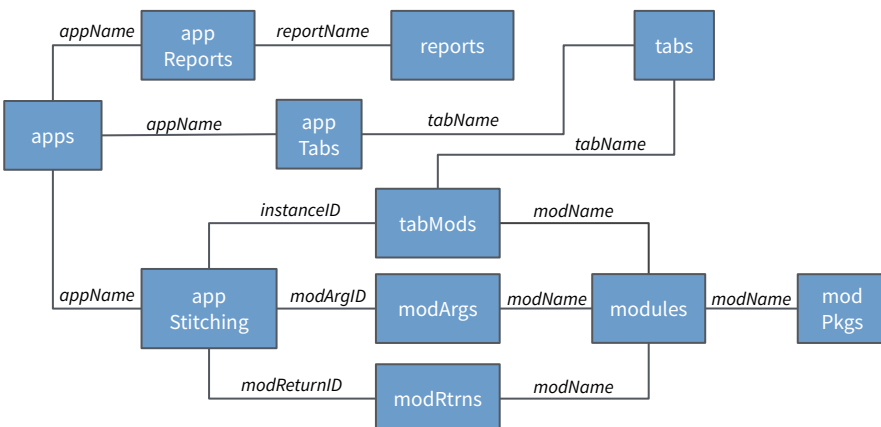 appName
app
Reports
reportName
reports
tabs
apps
appName
app
Tabs
tabName
tabName
instanceID
tabMods
modName
appName
app
Stitching
modArgID
modArgs
modName
modules
modName
mod
Pkgs
modReturnID
modRtrns
modName